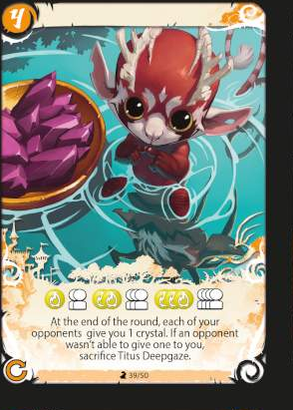 4
At the end of the round, each of your
opponents give you 1 crystal. If an opponent
wasn't able to give one to you,
sacrifice Titus Deepgaze.
39/50